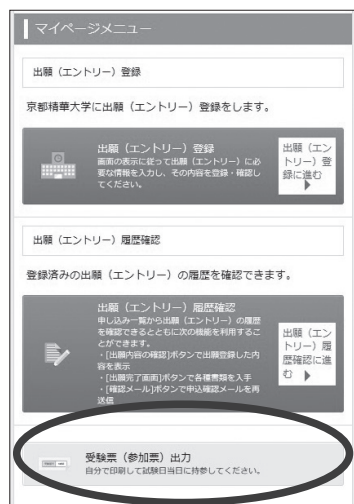 マイページメニュー
出願（エントリー）登録
京都精華大学に出願（エントリー）登録をします。
出願（エントリー）登録
画面の表示に従って出願（エントリー）に必
要な情報を入力し、その内容を登録・確認し
てください。
出願（エン
トリー）登
録に進む
出願（エントリー）履歴確認
登録済みの出願（エントリー）の履歴を確認できます。
出願（エントリー）履歴確認
申し込み一覧から出願（エントリー）の履歴
を確認できるとともに次の機能を利用するこ
とができます。
・[出願内容の確認]ボタンで出願登録した内
容を表示
・[出願完了画面]ボタンで各種書類を入手
・[確認メール]ボタンで申込確認メールを再
送信
出願（エン
トリー）履
歴確認に進
む
受験票（参加票）出力
自分で印刷して試験日当日に持参してください。